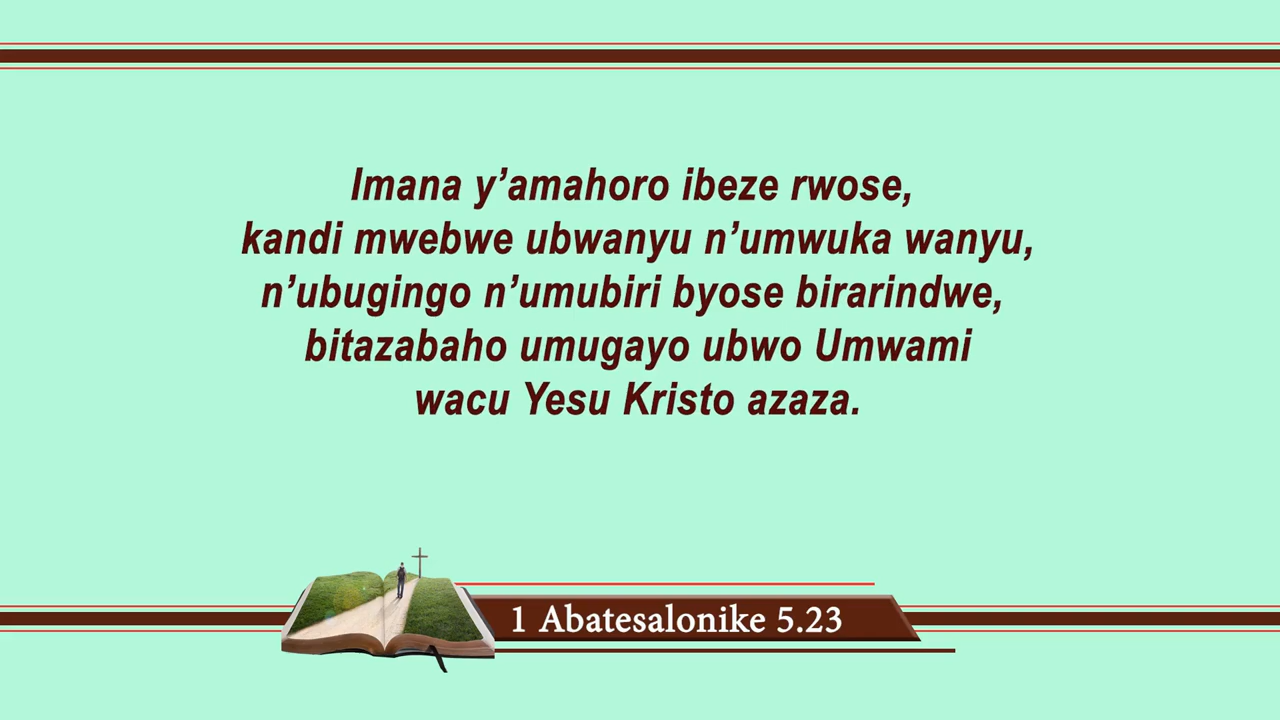 Imana y’amahoro ibeze rwose,
kandi mwebwe ubwanyu n’umwuka wanyu,
n’ubugingo n’umubiri byose birarindwe,
bitazabaho umugayo ubwo Umwami
wacu Yesu Kristo azaza.
1 Abatesalonike 5.23